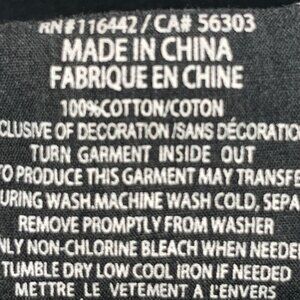 RN#116442 / CA# 56303
MADE IN CHINA
FABRIQUE EN CHINE
100%COTTON/COTON
CLUSIVE OF DECORATION /SANS DÉCORATIO
TURN GARMENT INSIDE OUT
TO PRODUCE THIS GARMENT MAY TRANSFE
URING WASH.MACHINE WASH COLD, SEPA
REMOVE PROMPTLY FROM WASHER
NLY NON-CHLORINE BLEACH WHEN NEEDE
TUMBLE DRY LOW COOL IRON IF NEEDED
METTRE LE VETEMENT A L'ENVERS